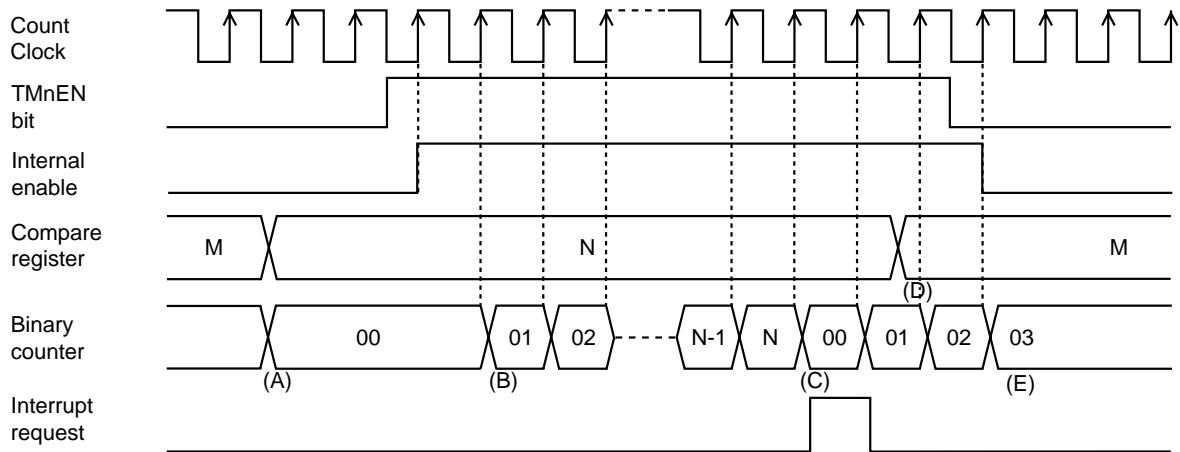 Count
Clock
TMnEN
bit
Internal
enable
Compare
register
M
N
M
(D)
Binary
counter
00
01
02
N-1
N
00
01
02
03
(A)
(B)
(C)
(E)
Interrupt
request